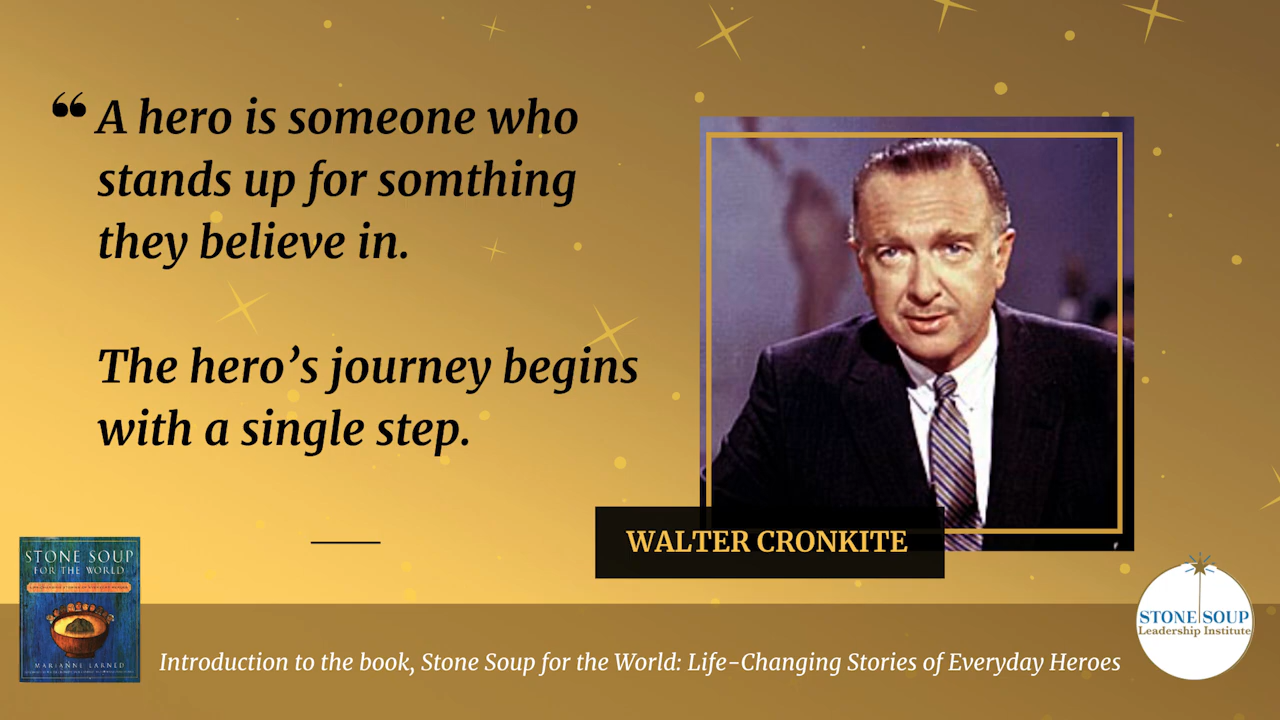 ❝ A hero is someone who
stands up for somthing
they believe in.
The hero’s journey begins
with a single step.
WALTER CRONKITE
STONE SOUP
FOR THE WORLD
MARIANNE LARNED
Introduction to the book, Stone Soup for the World: Life-Changing Stories of Everyday Heroes
STONE SOUP
Leadership Institute